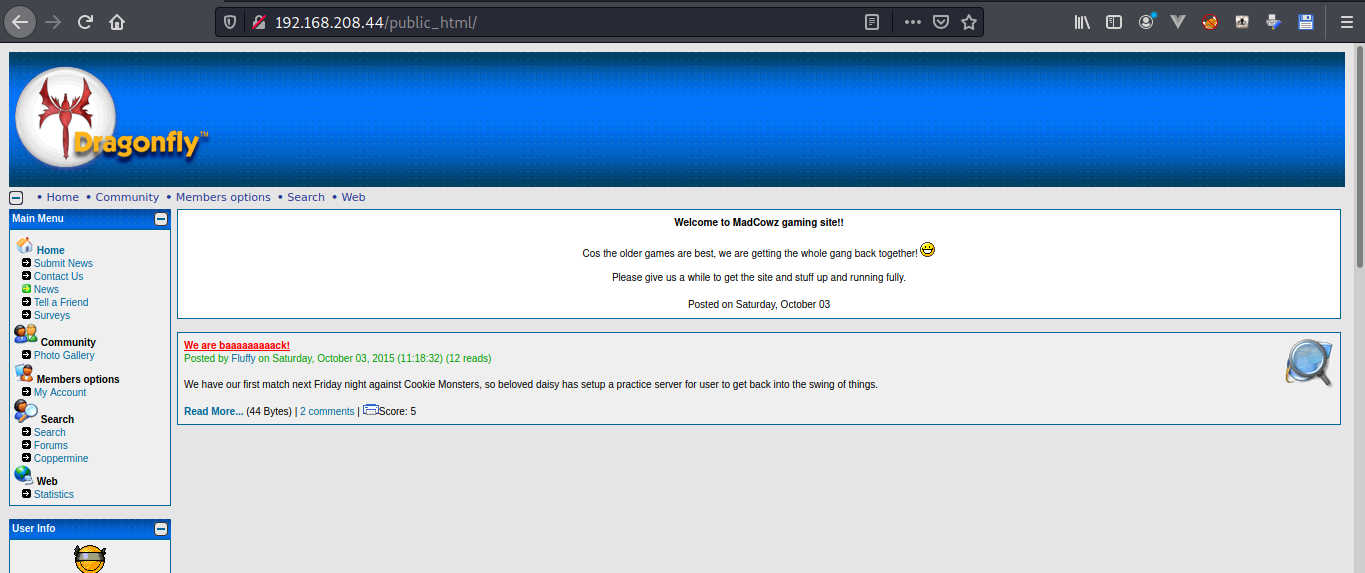 192.168.208.44/public_html/
Dragonfly™
• Home • Community • Members options • Search • Web
Main Menu
Home
Submit News
Contact Us
News
Tell a Friend
Surveys
Community
Photo Gallery
Members options
My Account
Search
Search
Forums
Coppermine
Web
Statistics
User Info
Welcome to MadCowz gaming site!!
Cos the older games are best, we are getting the whole gang back together!
Please give us a while to get the site and stuff up and running fully.
Posted on Saturday, October 03
We are baaaaaaaaack!
Posted by Fluffy on Saturday, October 03, 2015 (11:18:32) (12 reads)
We have our first match next Friday night against Cookie Monsters, so beloved daisy has setup a practice server for user to get back into the swing of things.
Read More... (44 Bytes) | 2 comments | Score: 5